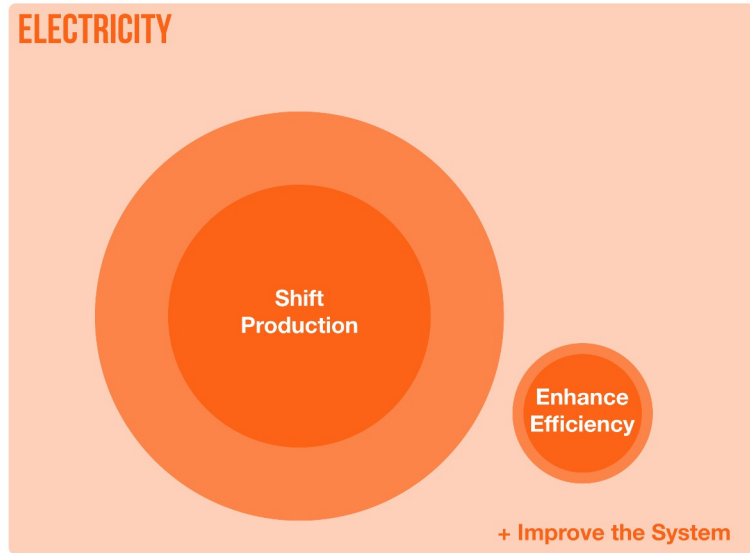 ELECTRICITY
Shift
Production
Enhance
Efficiency
+ Improve the System